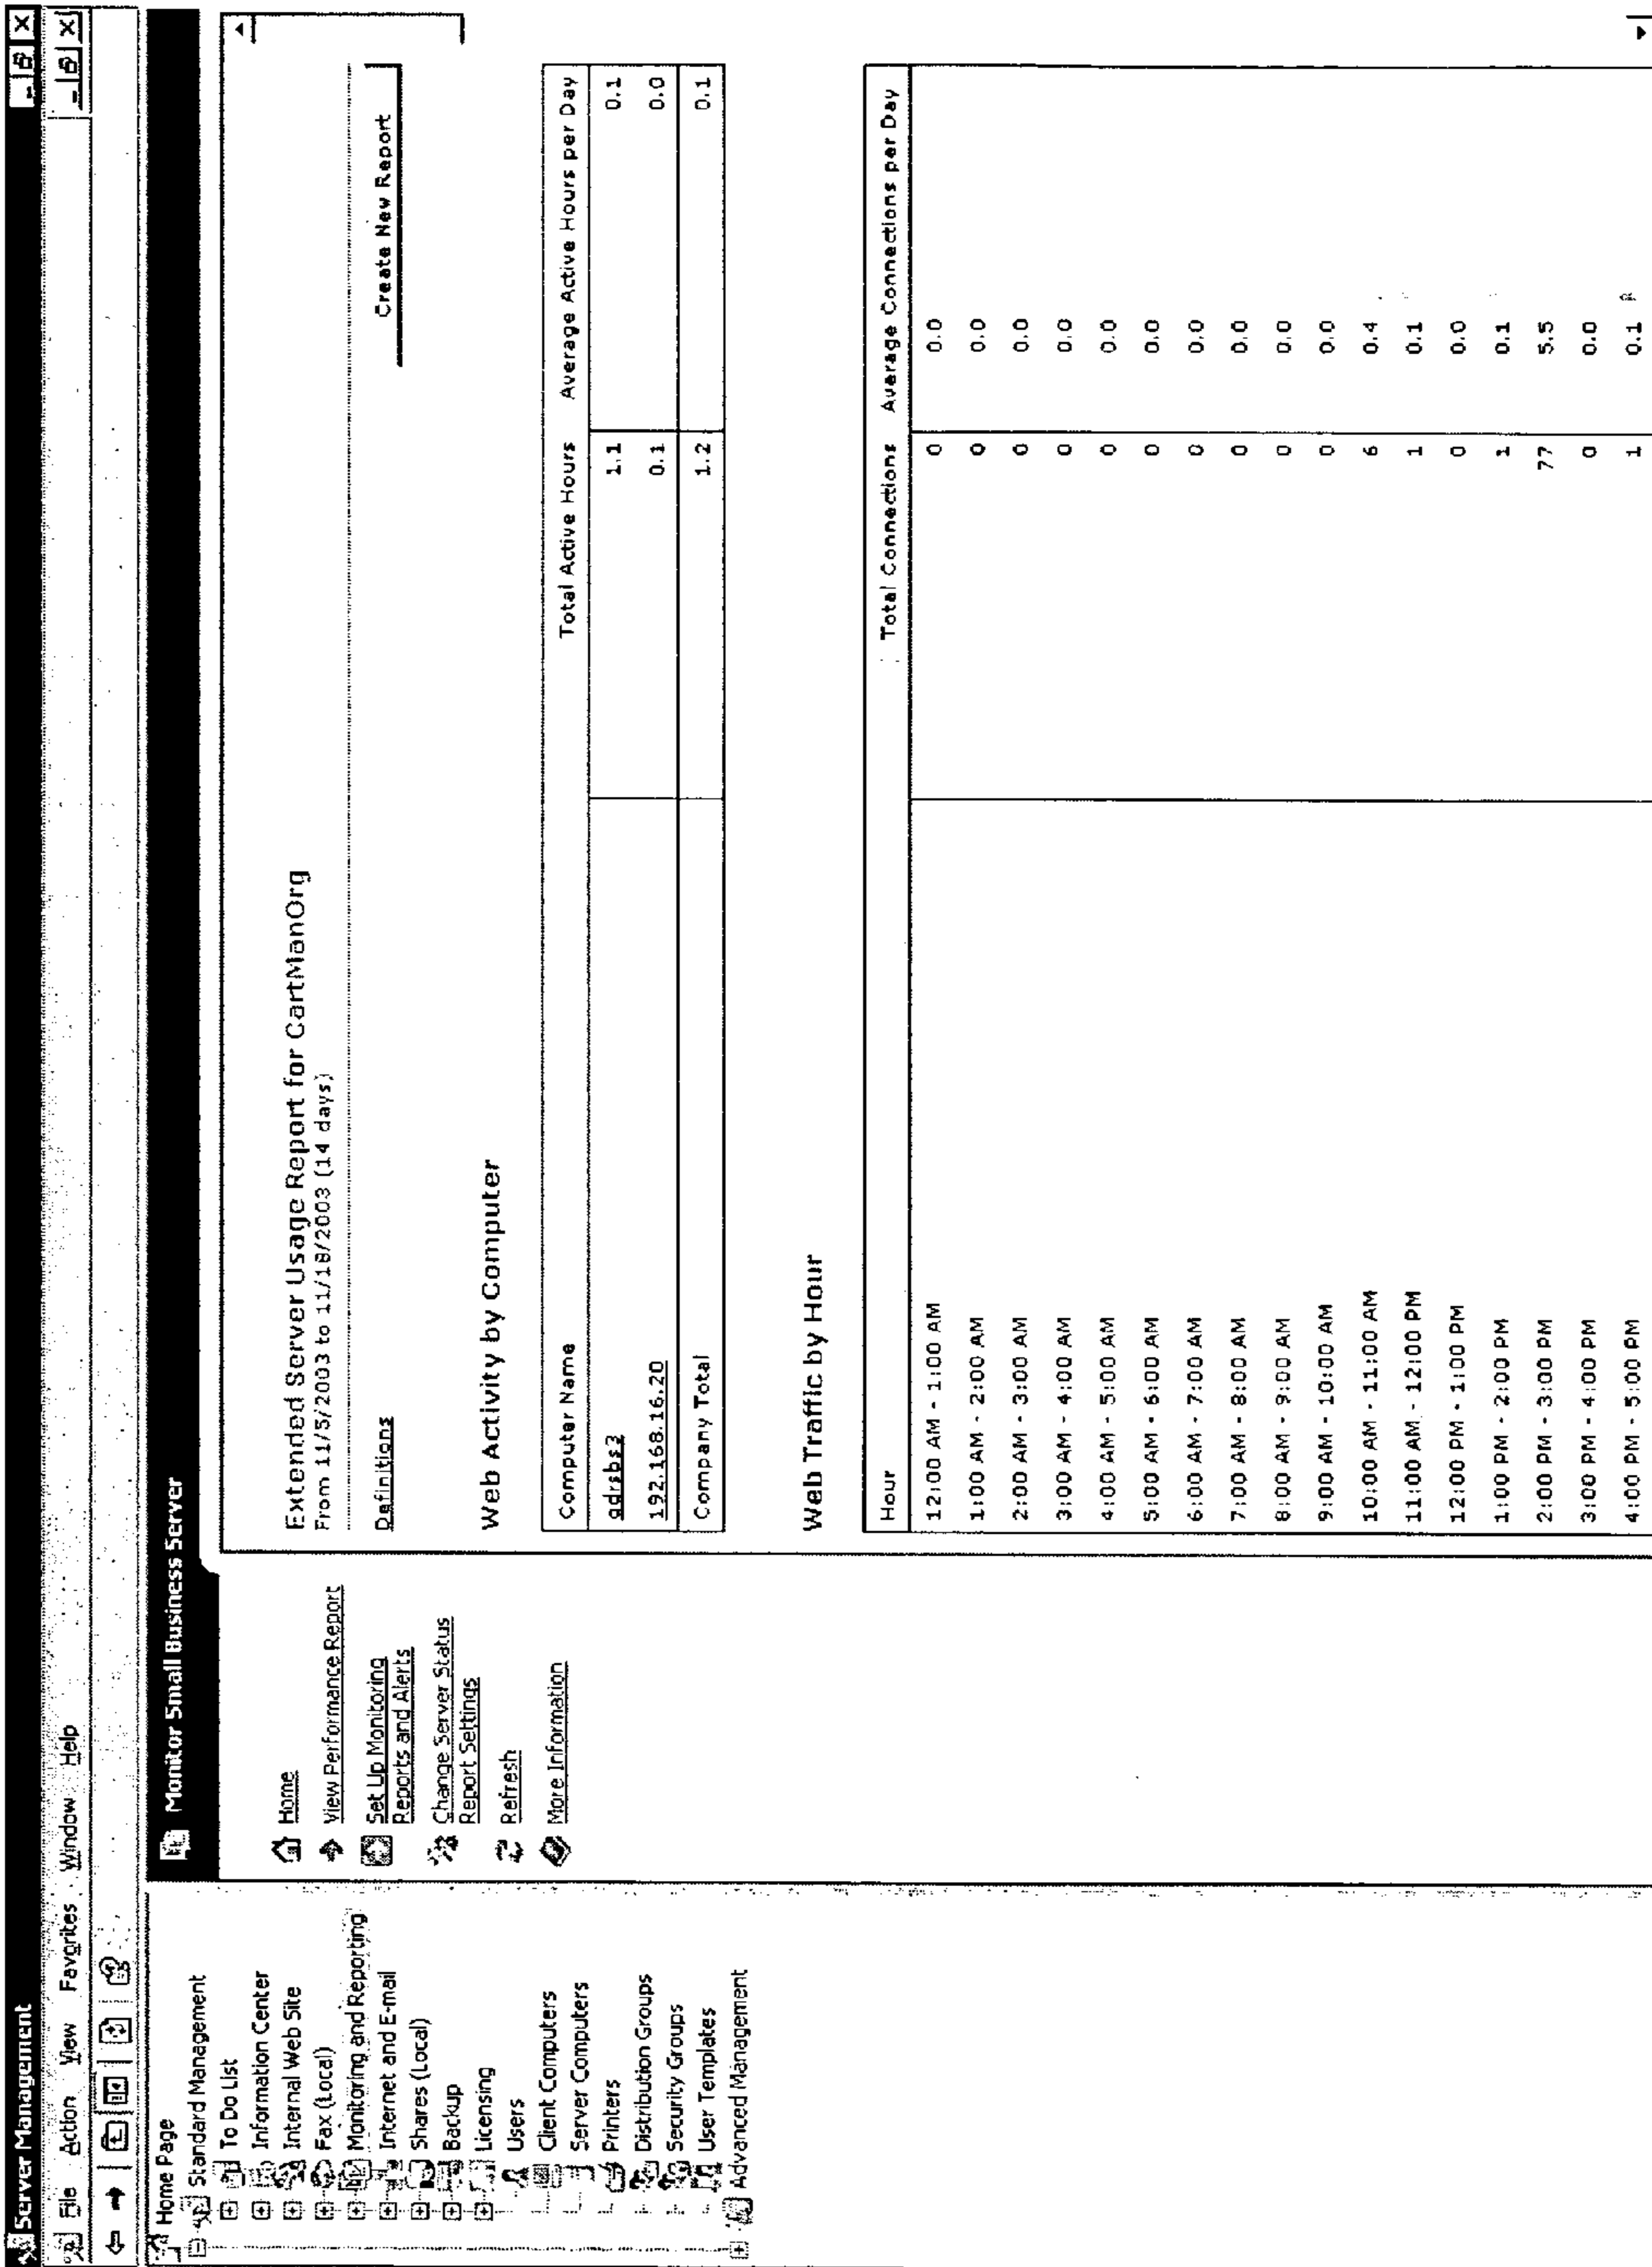 Server Management
File Action View Favorites Window Help
Home Page
Standard Management
To Do List
Information Center
Internal Web Site
Fax (Local)
Monitoring and Reporting
Internet and E-mail
Shares (Local)
Backup
Licensing
Users
Client Computers
Server Computers
Printers
Distribution Groups
Security Groups
User Templates
Advanced Management
Monitor Small Business Server
Home
View Performance Report
Set Up Monitoring
Reports and Alerts
Change Server Status
Report Settings
Refresh
More Information
Extended Server Usage Report for CartManOrg
From 11/5/2003 to 11/18/2003 (14 days)
Definitions Create New Report
Web Activity by Computer
Computer Name Total Active Hours Average Active Hours per Day
1.1 0.1
192.168.16.20 0.1 0.0
Company Total 1.2 0.1
Web Traffic by Hour
Hour Total Connections Average Connections per Day
12:00 AM - 1:00 AM 0 0.0
1:00 AM - 2:00 AM 0 0.0
2:00 AM - 3:00 AM 0 0.0
3:00 AM - 4:00 AM 0 0.0
4:00 AM - 5:00 AM 0 0.0
5:00 AM - 6:00 AM 0 0.0
6:00 AM - 7:00 AM 0 0.0
7:00 AM - 8:00 AM 0 0.0
8:00 AM - 9:00 AM 0 0.0
9:00 AM - 10:00 AM 0 0.0
10:00 AM - 11:00 AM 6 0.4
11:00 AM - 12:00 PM 1 0.1
12:00 PM - 1:00 PM 0 0.0
1:00 PM - 2:00 PM 1 0.1
2:00 PM - 3:00 PM 77 5.5
3:00 PM - 4:00 PM 0 0.0
4:00 PM - 5:00 PM 1 0.1